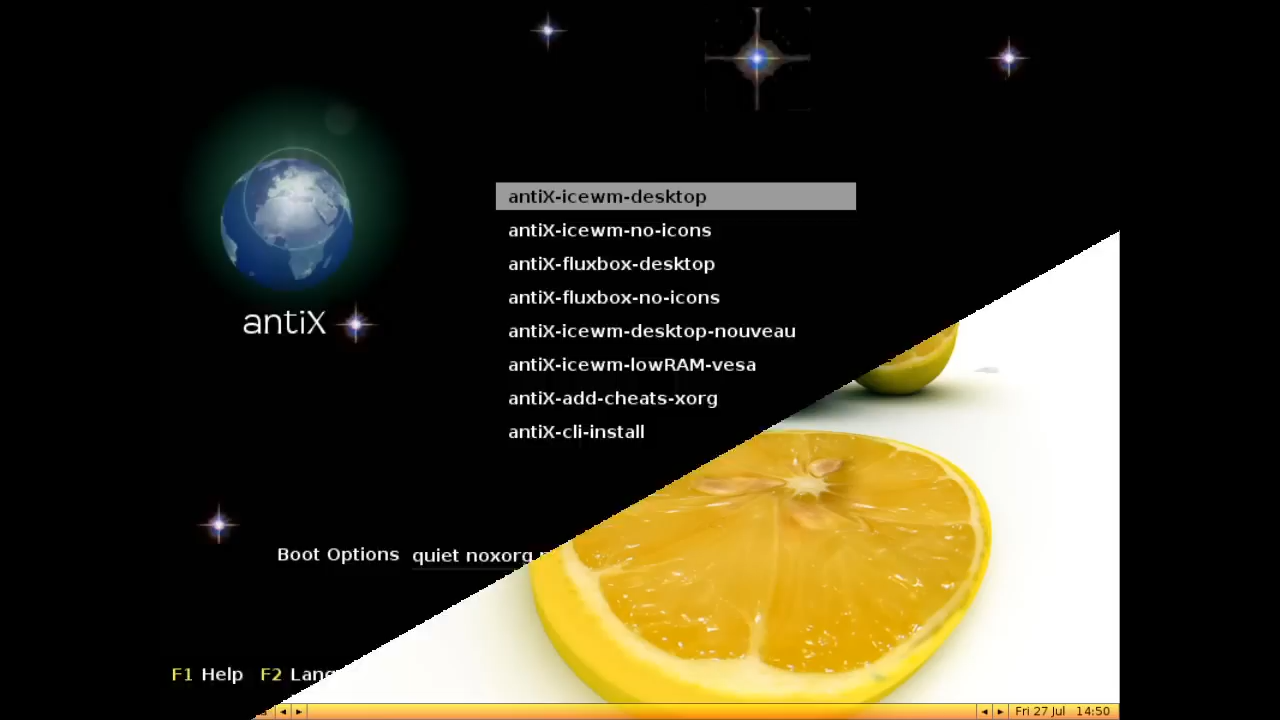 antiX-icewm-desktop
antiX-icewm-no-icons
antiX-fluxbox-desktop
antiX-fluxbox-no-icons
antiX
antiX-icewm-desktop-nouveau
antiX-icewm-lowRAM-vesa
antiX-add-cheats-xorg
antiX-cli-install
Boot Options quiet noxorg
F1 Help F2 Lang
Fri 27 Jul 14:50